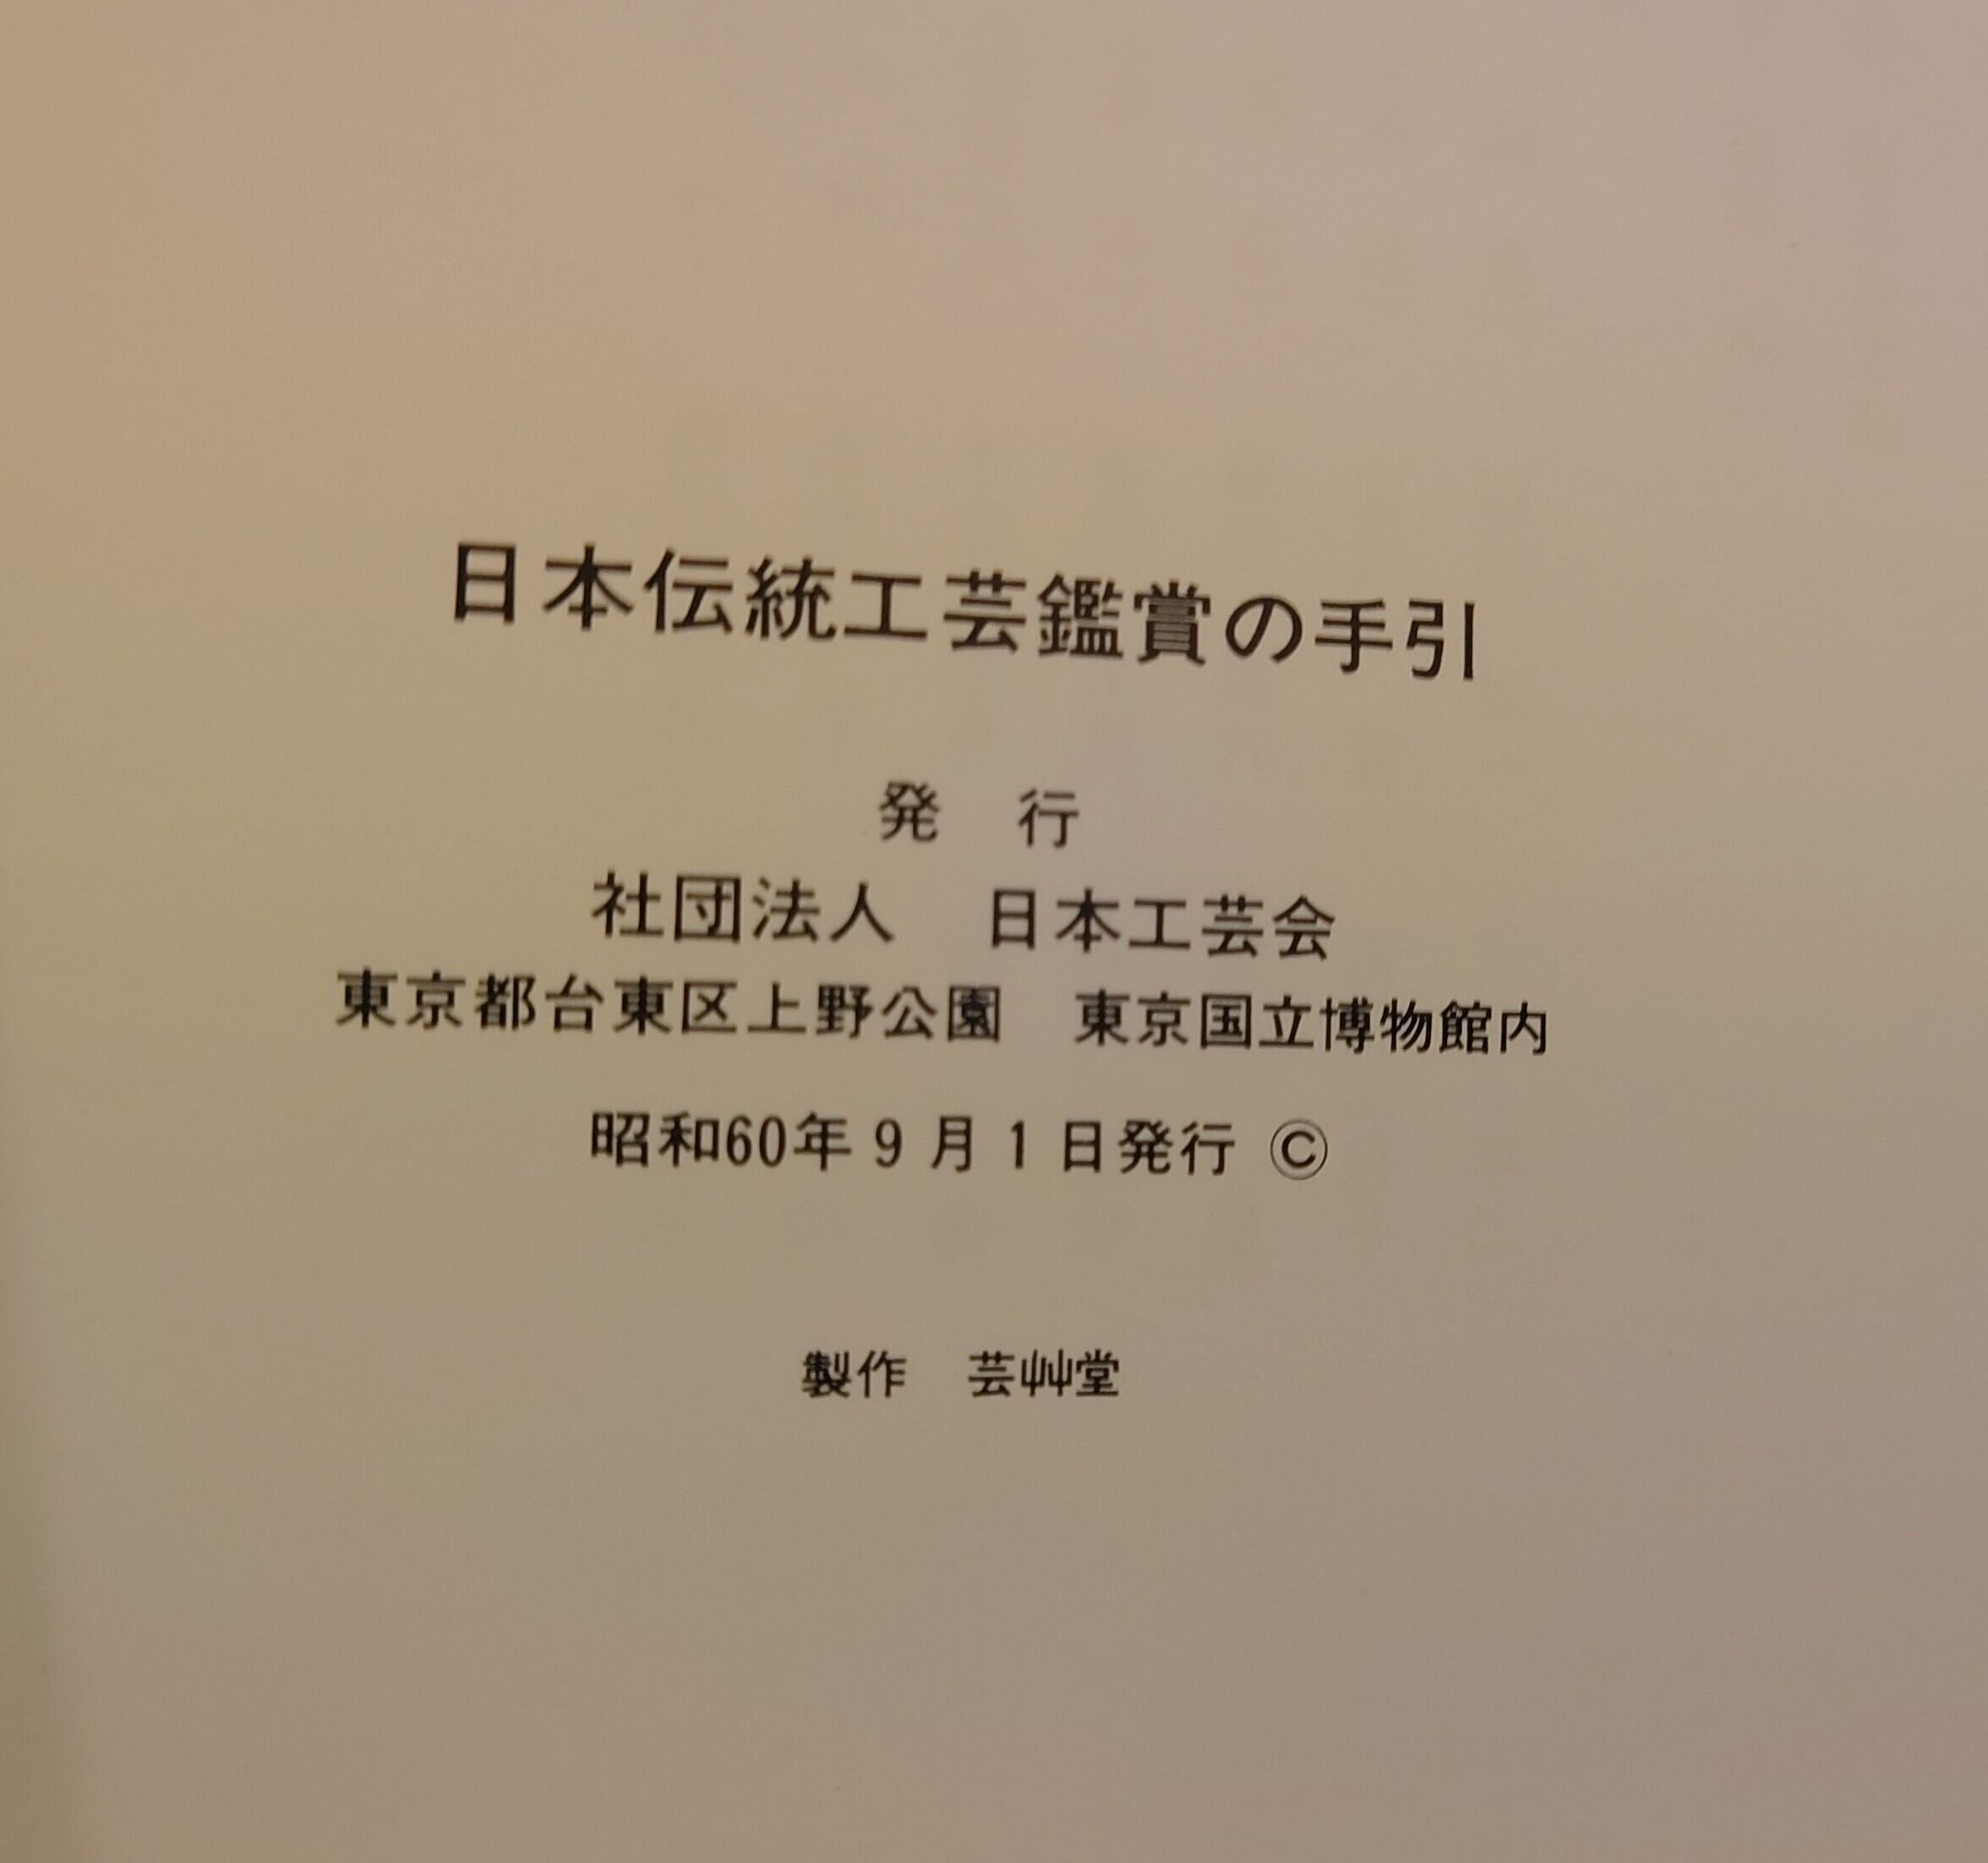 日本伝統工芸鑑賞の手引
発　行
社団法人　日本工芸会
東京都台東区上野公園　東京国立博物館内
昭和60年9月1日発行 ©
製作　芸艸堂